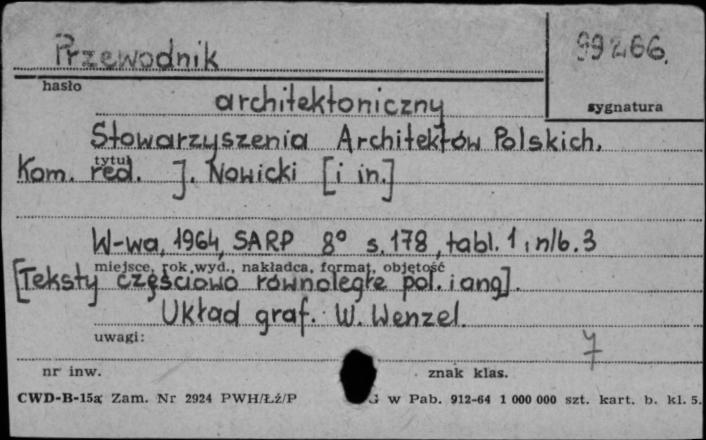 Przewodnik
99266.
hasło
sygnatura
architektoniczny
Stowarzyszenia Architektów Polskich.
tytuł
Kom. red. J. Nowicki [i in.]
W-wa, 1964, SARP 8° s. 178, tabl. 1, nlb. 3
miejsce, rok wyd., nakładca, format, objętość
[Teksty częściowo równoległe pol. i ang].
Układ graf. W. Wenzel.
uwagi:
7
nr inw.
znak klas.
CWD-B-15a Zam. Nr 2924 PWH/Łź/P
w Pab. 912-64 1 000 000 szt. kart. b. kl. 5.